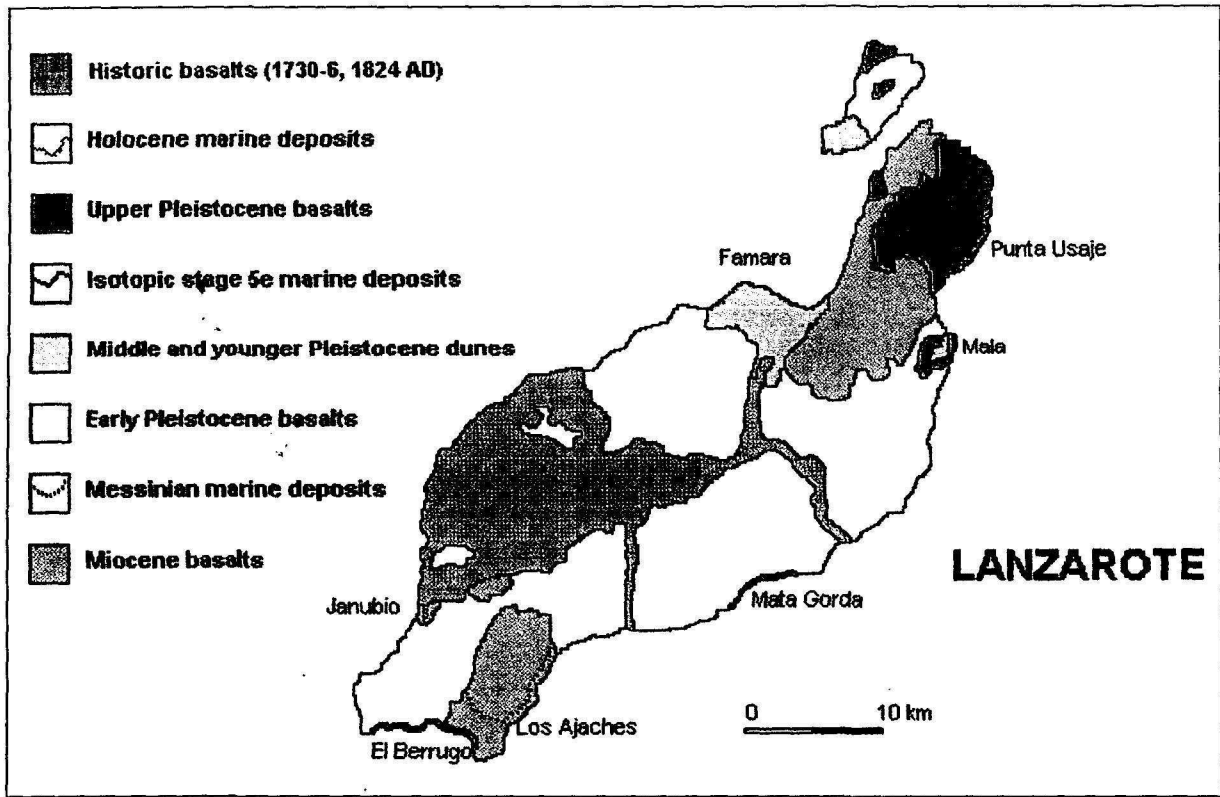 Historic basalts (1730-6, 1824 AD)
Holocene marine deposits
Upper Pleistocene basalts
Isotopic stage 5e marine deposits
Middle and younger Pleistocene dunes
Early Pleistocene basalts
Messinian marine deposits
Miocene basalts
Famara
Punta Usaje
Mala
LANZAROTE
Janubio
Mata Gorda
Los Ajaches
El Berrugo
0 10 km